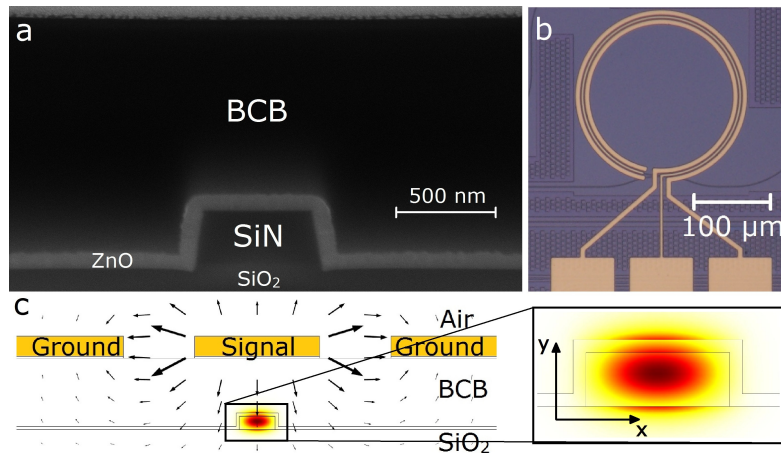 a
BCB
500 nm
SiN
ZnO
SiO₂
b
100 μm
c
Air
Ground Signal Ground
BCB
SiO₂
y
x